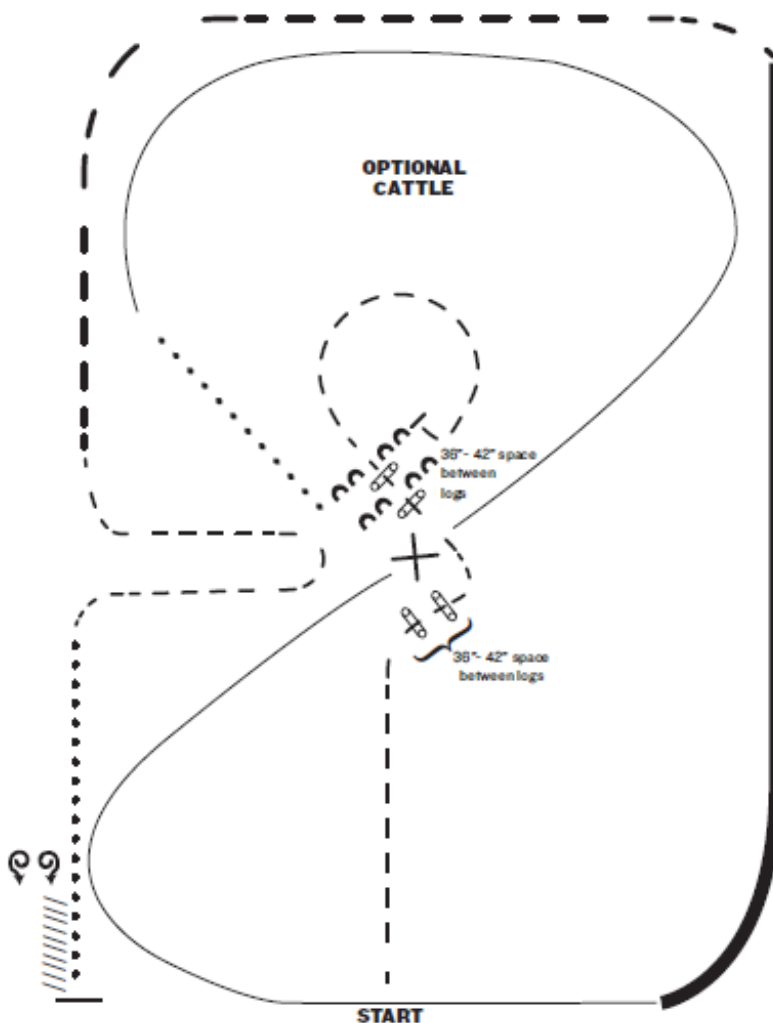 OPTIONAL
CATTLE
36"- 42" space
between
logs
36"- 42" space
between logs
START